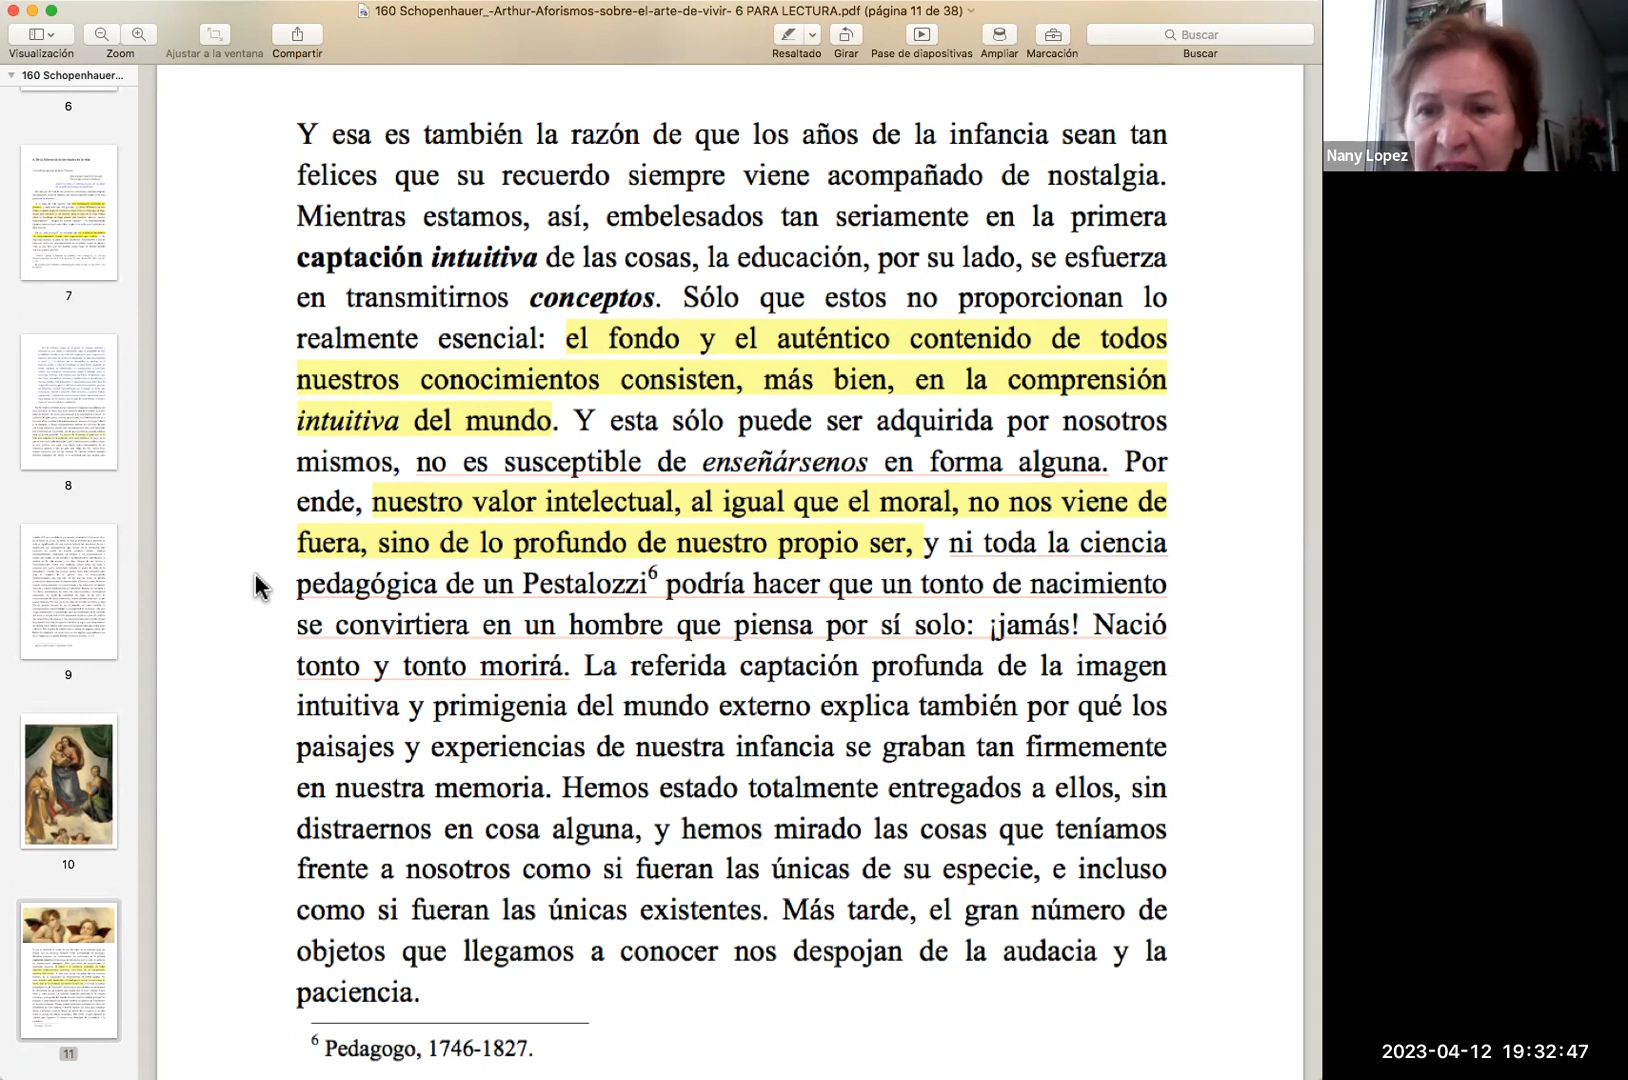 160 Schopenhauer_-Arthur-Aforismos-sobre-el-arte-de-vivir- 6 PARA LECTURA.pdf (página 11 de 38)
Visualización
Zoom
Ajustar a la ventana
Compartir
Resaltado
Girar
Pase de diapositivas
Ampliar
Marcación
Buscar
Buscar
160 Schopenhauer...
6
7
8
9
10
11
Y esa es también la razón de que los años de la infancia sean tan
felices que su recuerdo siempre viene acompañado de nostalgia.
Mientras estamos, así, embelesados tan seriamente en la primera
captación intuitiva de las cosas, la educación, por su lado, se esfuerza
en transmitirnos conceptos. Sólo que estos no proporcionan lo
realmente esencial: el fondo y el auténtico contenido de todos
nuestros conocimientos consisten, más bien, en la comprensión
intuitiva del mundo. Y esta sólo puede ser adquirida por nosotros
mismos, no es susceptible de enseñársenos en forma alguna. Por
ende, nuestro valor intelectual, al igual que el moral, no nos viene de
fuera, sino de lo profundo de nuestro propio ser, y ni toda la ciencia
pedagógica de un Pestalozzi6 podría hacer que un tonto de nacimiento
se convirtiera en un hombre que piensa por sí solo: ¡jamás! Nació
tonto y tonto morirá. La referida captación profunda de la imagen
intuitiva y primigenia del mundo externo explica también por qué los
paisajes y experiencias de nuestra infancia se graban tan firmemente
en nuestra memoria. Hemos estado totalmente entregados a ellos, sin
distraernos en cosa alguna, y hemos mirado las cosas que teníamos
frente a nosotros como si fueran las únicas de su especie, e incluso
como si fueran las únicas existentes. Más tarde, el gran número de
objetos que llegamos a conocer nos despojan de la audacia y la
paciencia.
6 Pedagogo, 1746-1827.
Nany Lopez
2023-04-12 19:32:47